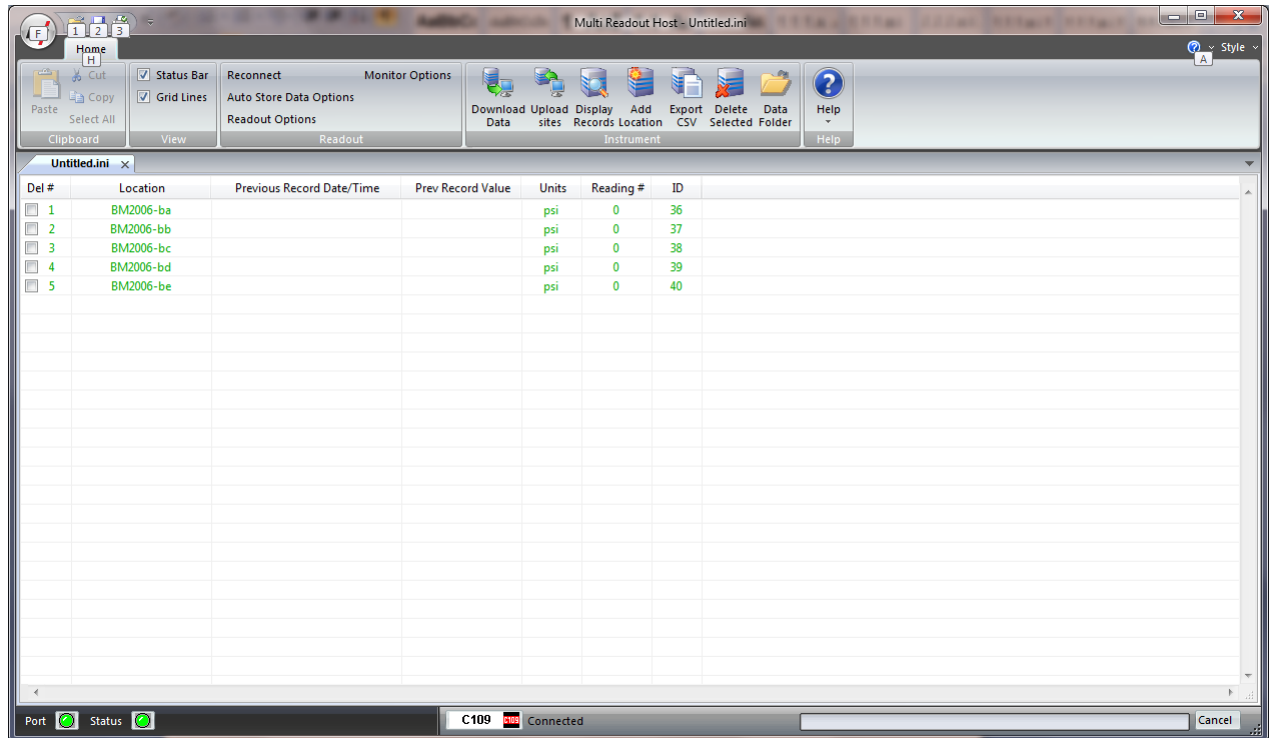 Multi Readout Host - Untitled.ini
F 1 2 3
Home
H
Style
A
Paste Cut
Copy
Select All
Clipboard
Status Bar
Grid Lines
View
Reconnect Monitor Options
Auto Store Data Options
Readout Options
Readout
Download Data
Upload sites
Display Records
Add Location
Export CSV
Delete Selected
Data Folder
Instrument
Help
Help
Untitled.ini
Del # Location Previous Record Date/Time Prev Record Value Units Reading # ID
1 BM2006-ba psi 0 36
2 BM2006-bb psi 0 37
3 BM2006-bc psi 0 38
4 BM2006-bd psi 0 39
5 BM2006-be psi 0 40
Port Status C109 C109 Connected Cancel